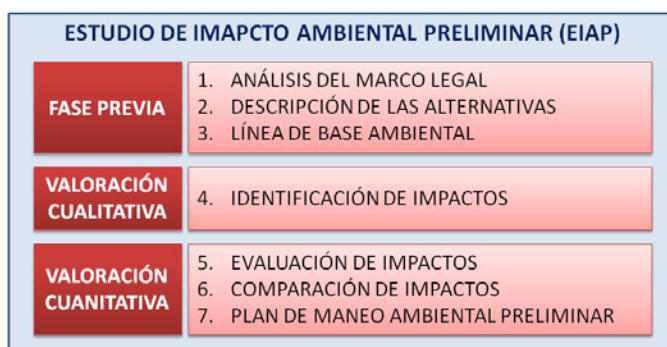 ESTUDIO DE IMAPCTO AMBIENTAL PRELIMINAR (EIAP)
FASE PREVIA
1. ANÁLISIS DEL MARCO LEGAL
2. DESCRIPCIÓN DE LAS ALTERNATIVAS
3. LÍNEA DE BASE AMBIENTAL
VALORACIÓN
CUALITATIVA
4. IDENTIFICACIÓN DE IMPACTOS
VALORACIÓN
CUANITATIVA
5. EVALUACIÓN DE IMPACTOS
6. COMPARACIÓN DE IMPACTOS
7. PLAN DE MANEO AMBIENTAL PRELIMINAR